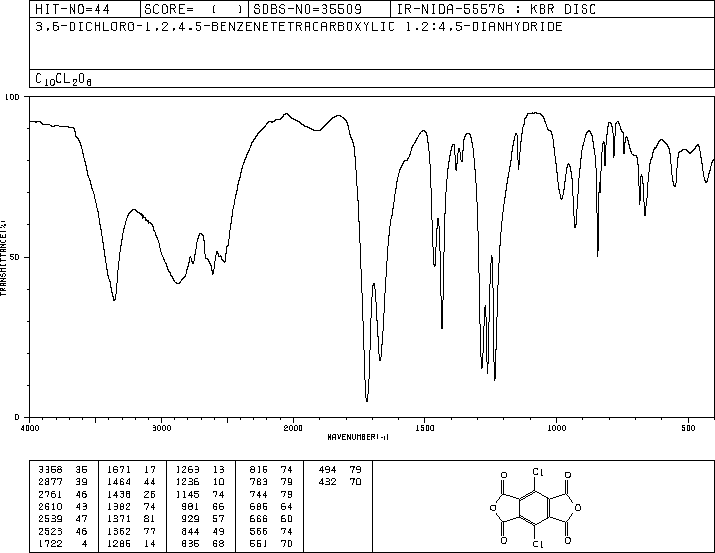 HIT-NO=44 SCORE= ( ) SDBS-NO=35509 IR-NIDA-55576 : KBR DISC
3,6-DICHLORO-1,2,4,5-BENZENETETRACARBOXYLIC 1,2:4,5-DIANHYDRIDE
C10CL2O6
100
50
0
TRANSMITTANCE(%)
4000 3000 2000 1500 1000 500
WAVENUMBER(-1)
3368 35 1671 17 1263 13 816 74 494 79
2877 39 1464 44 1236 10 783 79 432 70
2761 46 1438 26 1145 74 744 79
2610 43 1382 74 981 66 686 64
2539 47 1371 81 929 57 666 60
2523 46 1362 77 844 49 566 74
1722 4 1286 14 836 68 551 70
Cl
O O
O O
O O
Cl